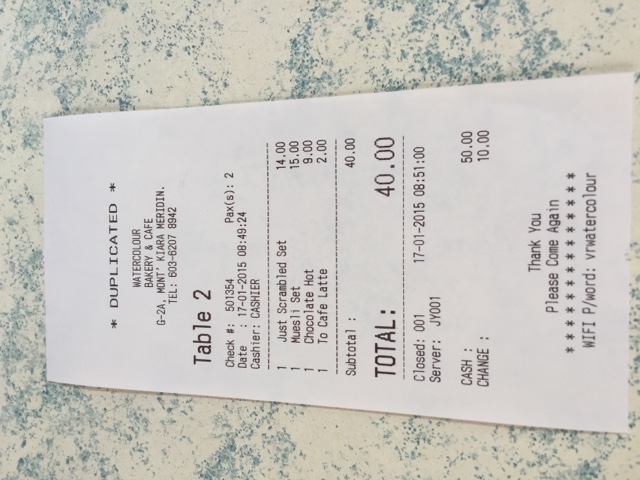 * DUPLICATED *
WATERCOLOUR
BAKERY & CAFE
G-2A, MONT' KIARA MERIDIN.
TEL: 603-6207 8942
Table 2
Check #: 501354 Pax(s): 2
Date : 17-01-2015 08:49:24
Cashier: CASHIER
1 Just Scrambled Set 14.00
1 Muesli Set 15.00
1 Chocolate Hot 9.00
1 To Cafe Latte 2.00
Subtotal : 40.00
TOTAL: 40.00
Closed: 001 17-01-2015 08:51:00
Server: JY001
CASH : 50.00
CHANGE : 10.00
Thank You
Please Come Again
* * * * * * * * * * * * * * * *
WIFI P/word: vrwatercolour